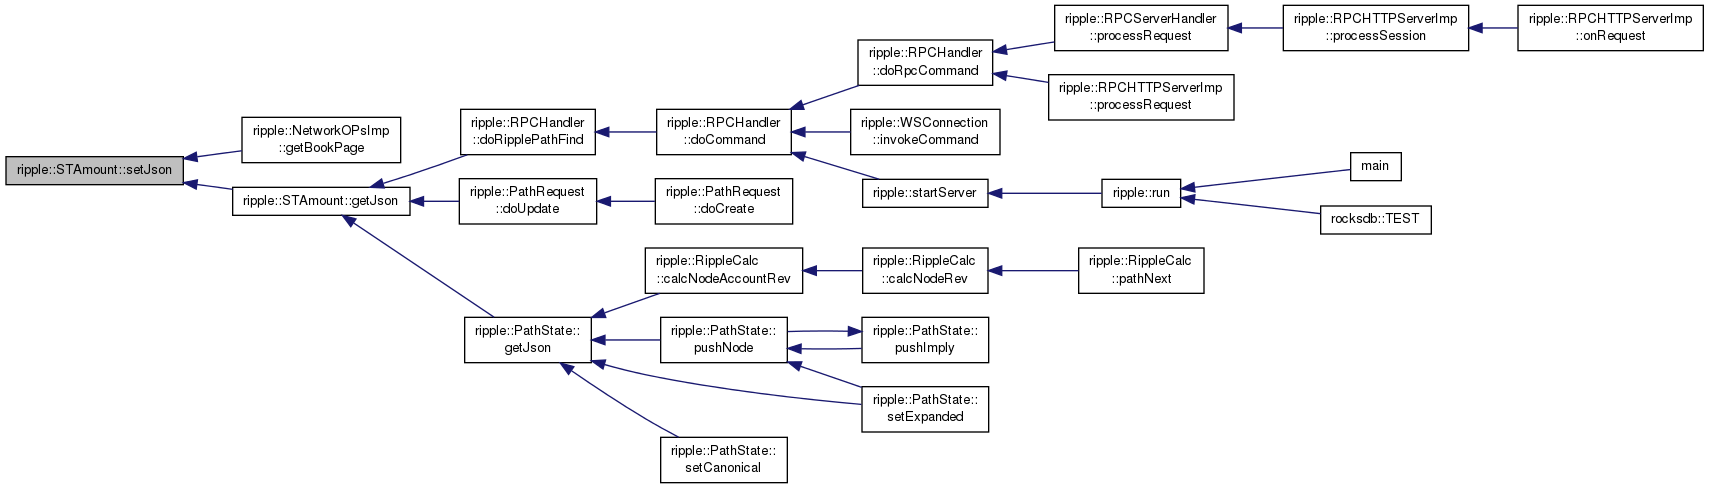 ripple::STAmount::setJson
ripple::NetworkOPsImp
::getBookPage
ripple::STAmount::getJson
ripple::RPCHandler
::doRipplePathFind
ripple::PathRequest
::doUpdate
ripple::PathState::
getJson
ripple::RPCHandler
::doCommand
ripple::PathRequest
::doCreate
ripple::RippleCalc
::calcNodeAccountRev
ripple::PathState::
pushNode
ripple::PathState::
setCanonical
ripple::RPCHandler
::doRpcCommand
ripple::WSConnection
::invokeCommand
ripple::startServer
ripple::RippleCalc
::calcNodeRev
ripple::PathState::
pushImply
ripple::PathState::
setExpanded
ripple::RPCServerHandler
::processRequest
ripple::RPCHTTPServerImp
::processRequest
ripple::run
ripple::RippleCalc
::pathNext
ripple::RPCHTTPServerImp
::processSession
main
rocksdb::TEST
ripple::RPCHTTPServerImp
::onRequest